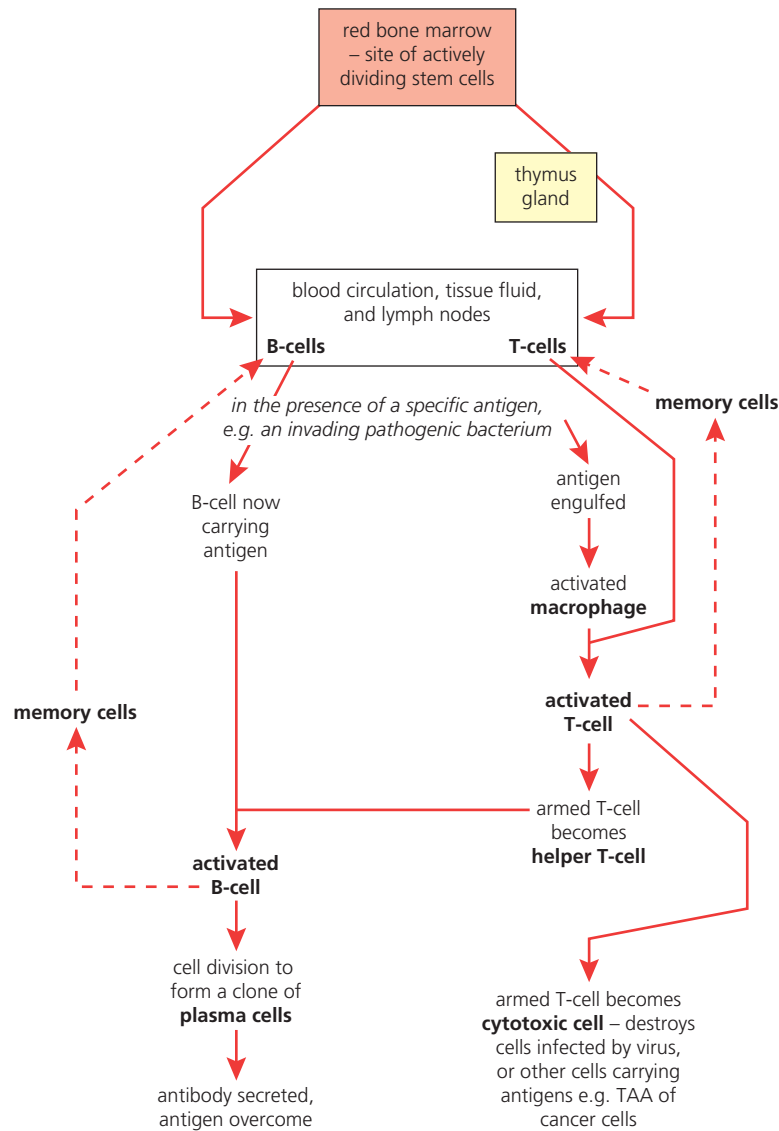 red bone marrow
– site of actively
dividing stem cells
thymus
gland
blood circulation, tissue fluid,
and lymph nodes
B-cells
T-cells
in the presence of a specific antigen,
e.g. an invading pathogenic bacterium
memory cells
B-cell now
carrying
antigen
antigen
engulfed
activated
macrophage
memory cells
activated
T-cell
armed T-cell
becomes
helper T-cell
activated
B-cell
cell division to
form a clone of
plasma cells
armed T-cell becomes
cytotoxic cell – destroys
cells infected by virus,
or other cells carrying
antigens e.g. TAA of
cancer cells
antibody secreted,
antigen overcome